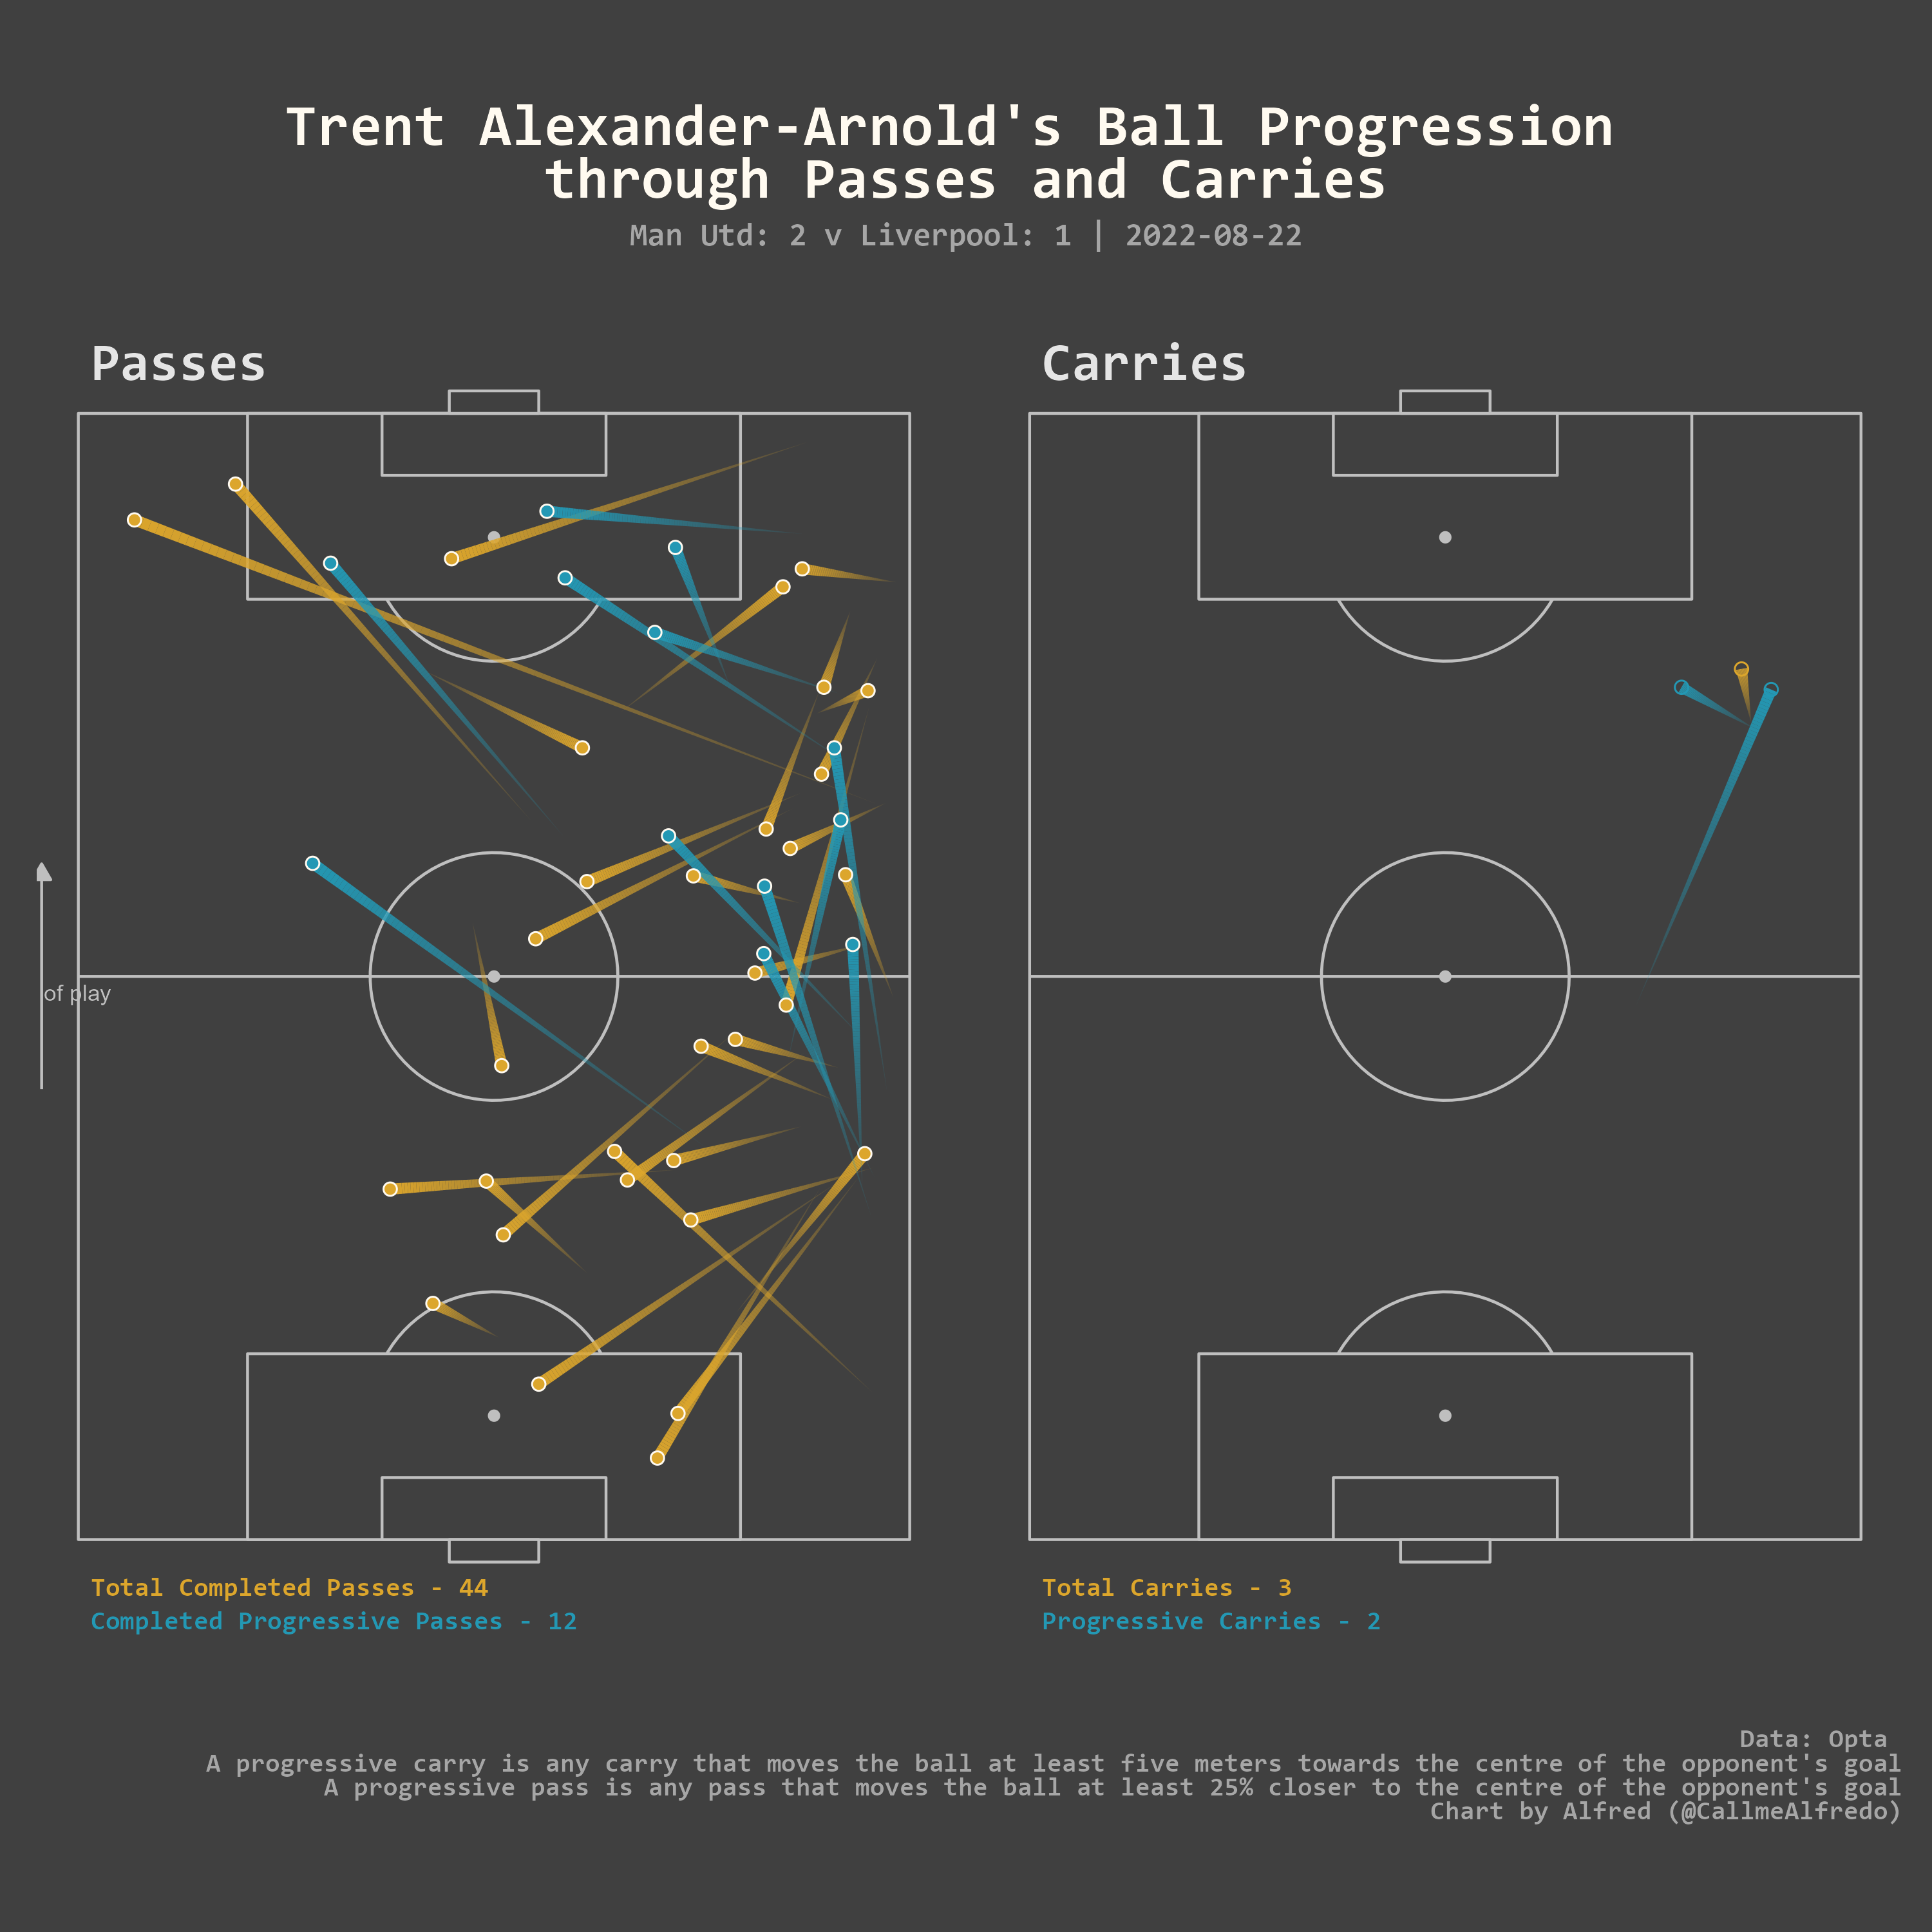 Trent Alexander-Arnold's Ball Progression
through Passes and Carries
Man Utd: 2 v Liverpool: 1 | 2022-08-22
Passes
Carries
of play
Total Completed Passes - 44
Completed Progressive Passes - 12
Total Carries - 3
Progressive Carries - 2
Data: Opta
A progressive carry is any carry that moves the ball at least five meters towards the centre of the opponent's goal
A progressive pass is any pass that moves the ball at least 25% closer to the centre of the opponent's goal
Chart by Alfred (@CallmeAlfredo)